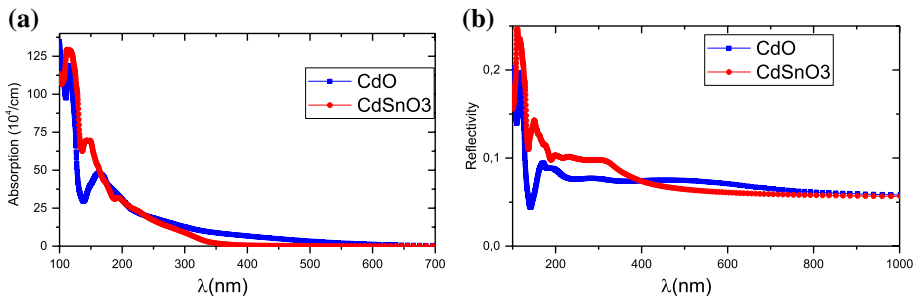 (a)
125
100
75
50
25
0
Absorption (10⁴/cm)
100 200 300 400 500 600 700
λ(nm)
CdO
CdSnO3
(b)
0,2
0,1
0,0
Reflectivity
200 400 600 800 1000
λ(nm)
CdO
CdSnO3